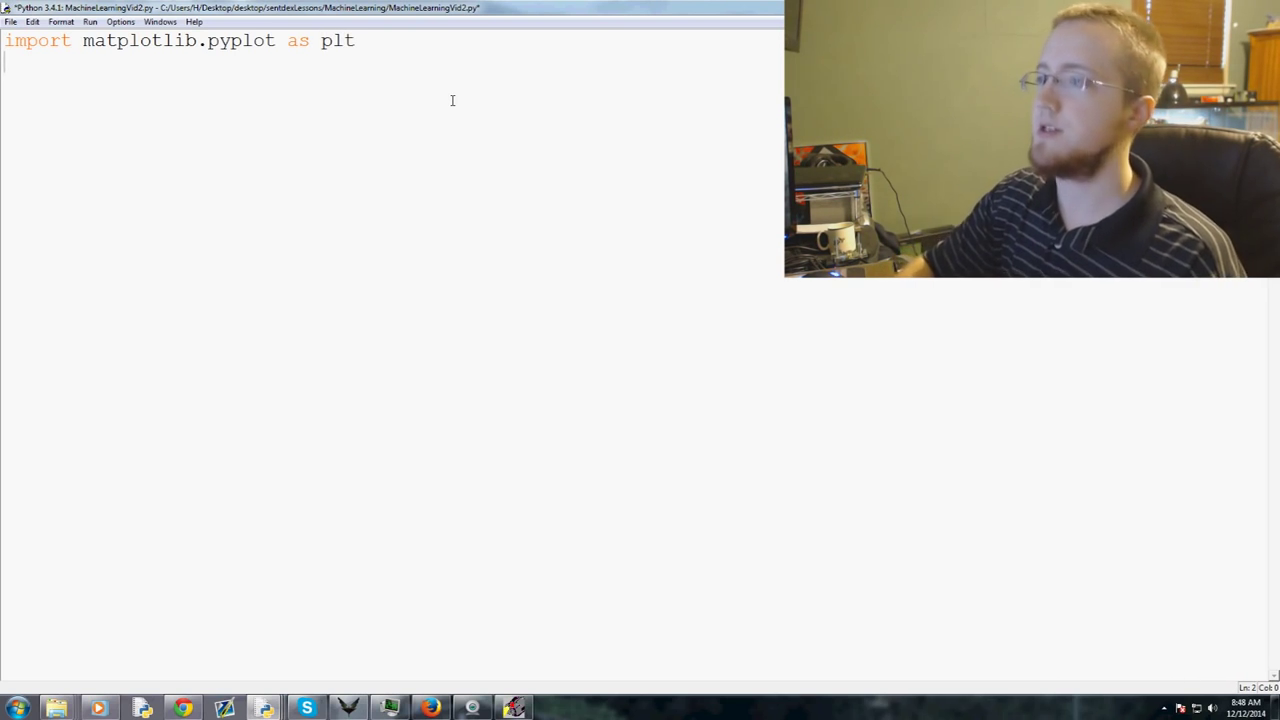 *Python 3.4.1: MachineLearningVid2.py - C:/Users/H/Desktop/desktop/sentdexLessons/MachineLearning/MachineLearningVid2.py*
File Edit Format Run Options Windows Help
import matplotlib.pyplot as plt
Ln: 2 Col: 0
8:48 AM
12/12/2014